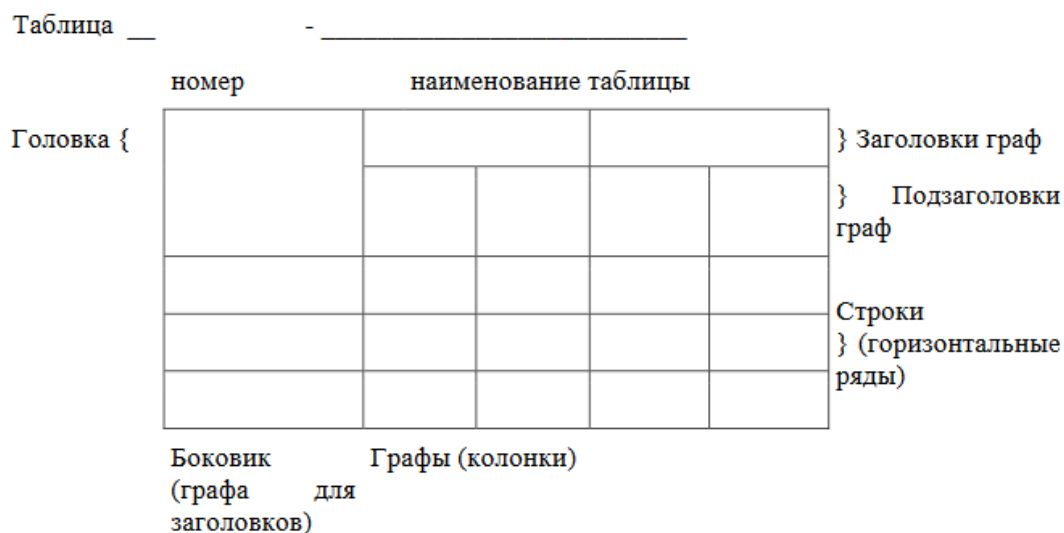 Таблица __ - __________________________
номер наименование таблицы
Головка { } Заголовки граф
} Подзаголовки
граф
Строки
} (горизонтальные
ряды)
Боковик Графы (колонки)
(графа для
заголовков)